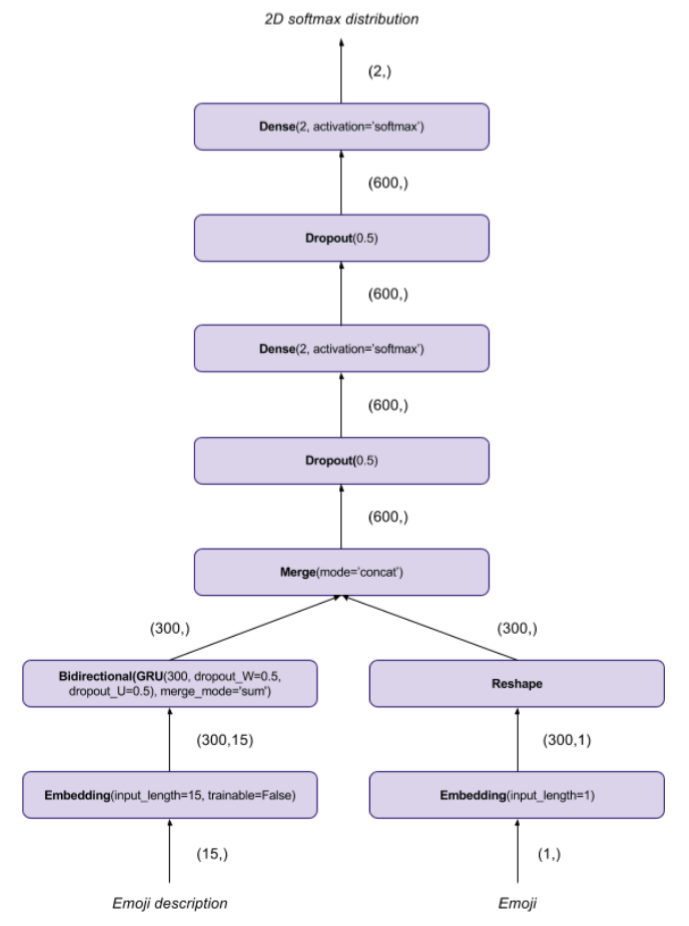 2D softmax distribution
(2,)
Dense(2, activation='softmax')
(600,)
Dropout(0.5)
(600,)
Dense(2, activation='softmax')
(600,)
Dropout(0.5)
(600,)
Merge(mode='concat')
(300,)
(300,)
Bidirectional(GRU(300, dropout_W=0.5,
dropout_U=0.5), merge_mode='sum')
Reshape
(300,15)
(300,1)
Embedding(input_length=15, trainable=False)
Embedding(input_length=1)
(15,)
(1,)
Emoji description
Emoji